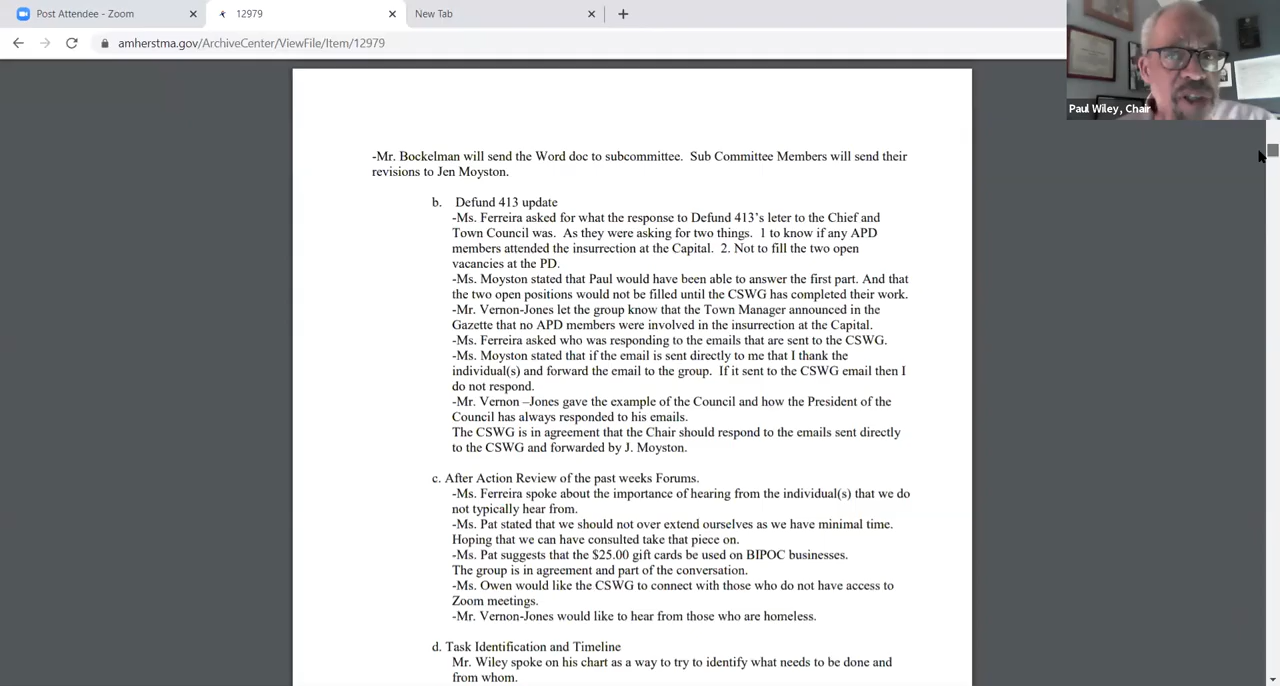 Post Attendee - Zoom
12979
New Tab
amherstma.gov/ArchiveCenter/ViewFile/Item/12979
Paul Wiley, Chair
-Mr. Bockelman will send the Word doc to subcommittee. Sub Committee Members will send their
revisions to Jen Moyston.
b. Defund 413 update
-Ms. Ferreira asked for what the response to Defund 413’s leter to the Chief and
Town Council was. As they were asking for two things. 1 to know if any APD
members attended the insurrection at the Capital. 2. Not to fill the two open
vacancies at the PD.
-Ms. Moyston stated that Paul would have been able to answer the first part. And that
the two open positions would not be filled until the CSWG has completed their work.
-Mr. Vernon-Jones let the group know that the Town Manager announced in the
Gazette that no APD members were involved in the insurrection at the Capital.
-Ms. Ferreira asked who was responding to the emails that are sent to the CSWG.
-Ms. Moyston stated that if the email is sent directly to me that I thank the
individual(s) and forward the email to the group. If it sent to the CSWG email then I
do not respond.
-Mr. Vernon –Jones gave the example of the Council and how the President of the
Council has always responded to his emails.
The CSWG is in agreement that the Chair should respond to the emails sent directly
to the CSWG and forwarded by J. Moyston.
c. After Action Review of the past weeks Forums.
-Ms. Ferreira spoke about the importance of hearing from the individual(s) that we do
not typically hear from.
-Ms. Pat stated that we should not over extend ourselves as we have minimal time.
Hoping that we can have consulted take that piece on.
-Ms. Pat suggests that the $25.00 gift cards be used on BIPOC businesses.
The group is in agreement and part of the conversation.
-Ms. Owen would like the CSWG to connect with those who do not have access to
Zoom meetings.
-Mr. Vernon-Jones would like to hear from those who are homeless.
d. Task Identification and Timeline
Mr. Wiley spoke on his chart as a way to try to identify what needs to be done and
from whom.